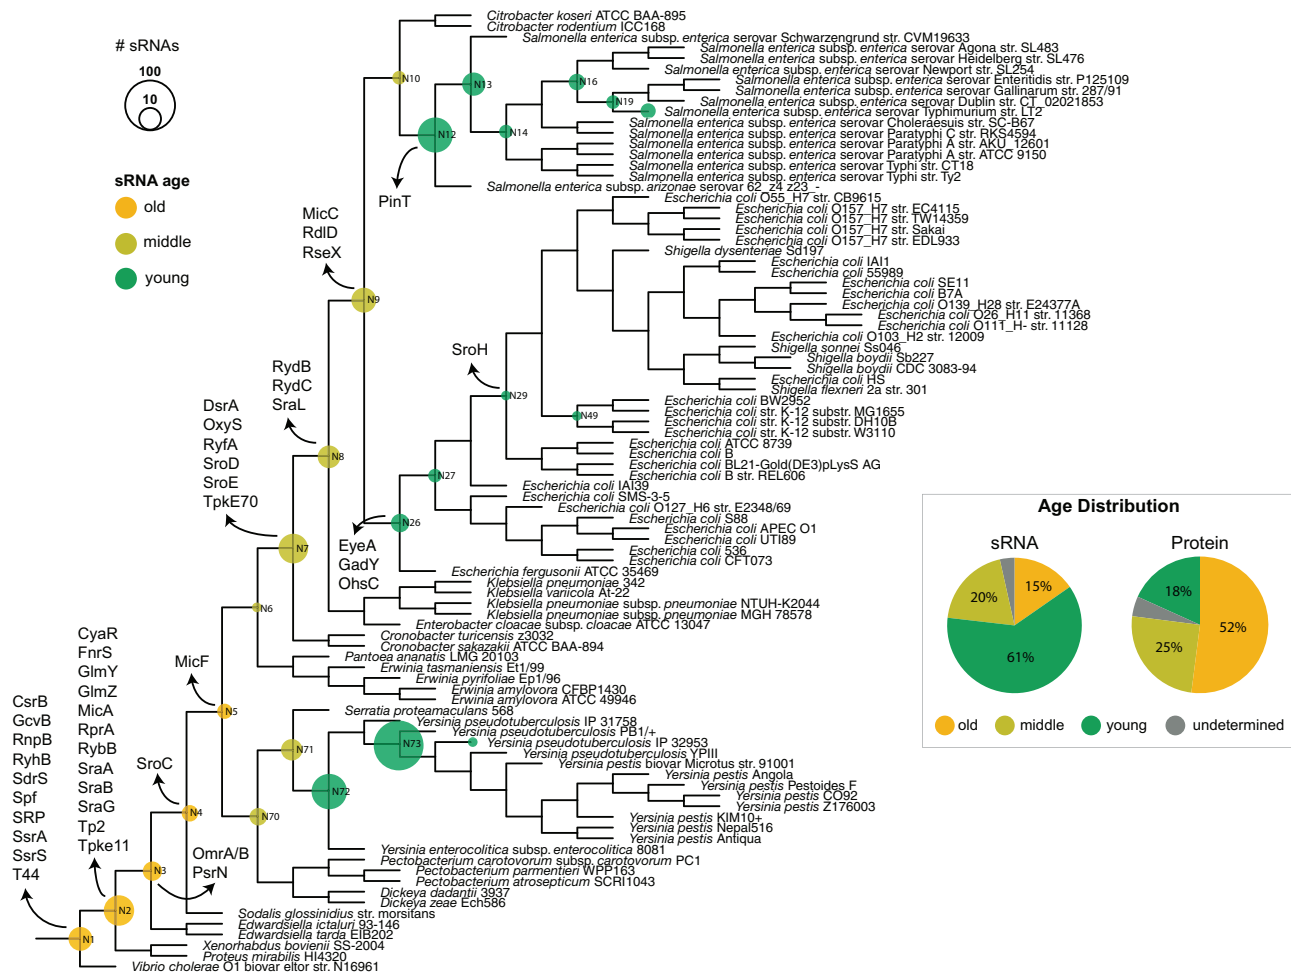 # sRNAs
100
10
sRNA age
old
middle
young
Citrobacter koseri ATCC BAA-895
Citrobacter rodentium ICC168
Salmonella enterica subsp. enterica serovar Schwarzengrund str. CVM19633
Salmonella enterica subsp. enterica serovar Agona str. SL483
Salmonella enterica subsp. enterica serovar Heidelberg str. SL476
Salmonella enterica subsp. enterica serovar Newport str. SL254
Salmonella enterica subsp. enterica serovar Enteritidis str. P125109
Salmonella enterica subsp. enterica serovar Gallinarum str. 287/91
Salmonella enterica subsp. enterica serovar Dublin str. CT_02021853
Salmonella enterica subsp. enterica serovar Typhimurium str. LT2
Salmonella enterica subsp. enterica serovar Choleraesuis str. SC-B67
Salmonella enterica subsp. enterica serovar Paratyphi C str. RKS4594
Salmonella enterica subsp. enterica serovar Paratyphi A str. AKU_12601
Salmonella enterica subsp. enterica serovar Paratyphi A str. ATCC 9150
Salmonella enterica subsp. enterica serovar Typhi str. CT18
Salmonella enterica subsp. enterica serovar Typhi str. Ty2
Salmonella enterica subsp. arizonae serovar 62_z4_z23_-
Escherichia coli O55_H7 str. CB9615
Escherichia coli O157_H7 str. EC4115
Escherichia coli O157_H7 str. TW14359
Escherichia coli O157_H7 str. Sakai
Escherichia coli O157_H7 str. EDL933
Shigella dysenteriae Sd197
Escherichia coli IAI1
Escherichia coli 55989
Escherichia coli SE11
Escherichia coli B7A
Escherichia coli O139_H28 str. E24377A
Escherichia coli O26_H11 str. 11368
Escherichia coli O111_H- str. 11128
Escherichia coli O103_H2 str. 12009
Shigella sonnei Ss046
Shigella boydii Sb227
Shigella boydii CDC 3083-94
Escherichia coli HS
Shigella flexneri 2a str. 301
Escherichia coli BW2952
Escherichia coli str. K-12 substr. MG1655
Escherichia coli str. K-12 substr. DH10B
Escherichia coli str. K-12 substr. W3110
Escherichia coli ATCC 8739
Escherichia coli B
Escherichia coli BL21-Gold(DE3)pLysS AG
Escherichia coli B str. REL606
Escherichia coli IAI39
Escherichia coli SMS-3-5
Escherichia coli O127_H6 str. E2348/69
Escherichia coli S88
Escherichia coli APEC O1
Escherichia coli UTI89
Escherichia coli 536
Escherichia coli CFT073
Escherichia fergusonii ATCC 35469
Klebsiella pneumoniae 342
Klebsiella variicola At-22
Klebsiella pneumoniae subsp. pneumoniae NTUH-K2044
Klebsiella pneumoniae subsp. pneumoniae MGH 78578
Enterobacter cloacae subsp. cloacae ATCC 13047
Cronobacter turicensis z3032
Cronobacter sakazakii ATCC BAA-894
Pantoea ananatis LMG 20103
Erwinia tasmaniensis Et1/99
Erwinia pyrifoliae Ep1/96
Erwinia amylovora CFBP1430
Erwinia amylovora ATCC 49946
Serratia proteamaculans 568
Yersinia pseudotuberculosis IP 31758
Yersinia pseudotuberculosis PB1/+
Yersinia pseudotuberculosis IP 32953
Yersinia pseudotuberculosis YPIII
Yersinia pestis biovar Microtus str. 91001
Yersinia pestis Angola
Yersinia pestis Pestoides F
Yersinia pestis CO92
Yersinia pestis Z176003
Yersinia pestis KIM10+
Yersinia pestis Nepal516
Yersinia pestis Antiqua
Yersinia enterocolitica subsp. enterocolitica 8081
Pectobacterium carotovorum subsp. carotovorum PC1
Pectobacterium parmentieri WPP163
Pectobacterium atrosepticum SCRI1043
Dickeya dadantii 3937
Dickeya zeae Ech586
Sodalis glossinidius str. morsitans
Edwardsiella ictaluri 93-146
Edwardsiella tarda EIB202
Xenorhabdus bovienii SS-2004
Proteus mirabilis HI4320
Vibrio cholerae O1 biovar eltor str. N16961
N10
N13
N16
N19
N12
N14
PinT
MicC
RdlD
RseX
N9
SroH
N29
N49
RydB
RydC
SraL
N8
N27
N26
EyeA
GadY
OhsC
DsrA
OxyS
RyfA
SroD
SroE
TpkE70
N7
N6
MicF
N5
N71
N73
N72
N70
SroC
N4
OmrA/B
PsrN
N3
CyaR
FnrS
GlmY
GlmZ
MicA
RprA
RybB
SraA
SraB
SraG
Tp2
Tpke11
N2
CsrB
GcvB
RnpB
RyhB
SdrS
Spf
SRP
SsrA
SsrS
T44
N1
Age Distribution
sRNA
Protein
15%
20%
61%
18%
52%
25%
old
middle
young
undetermined